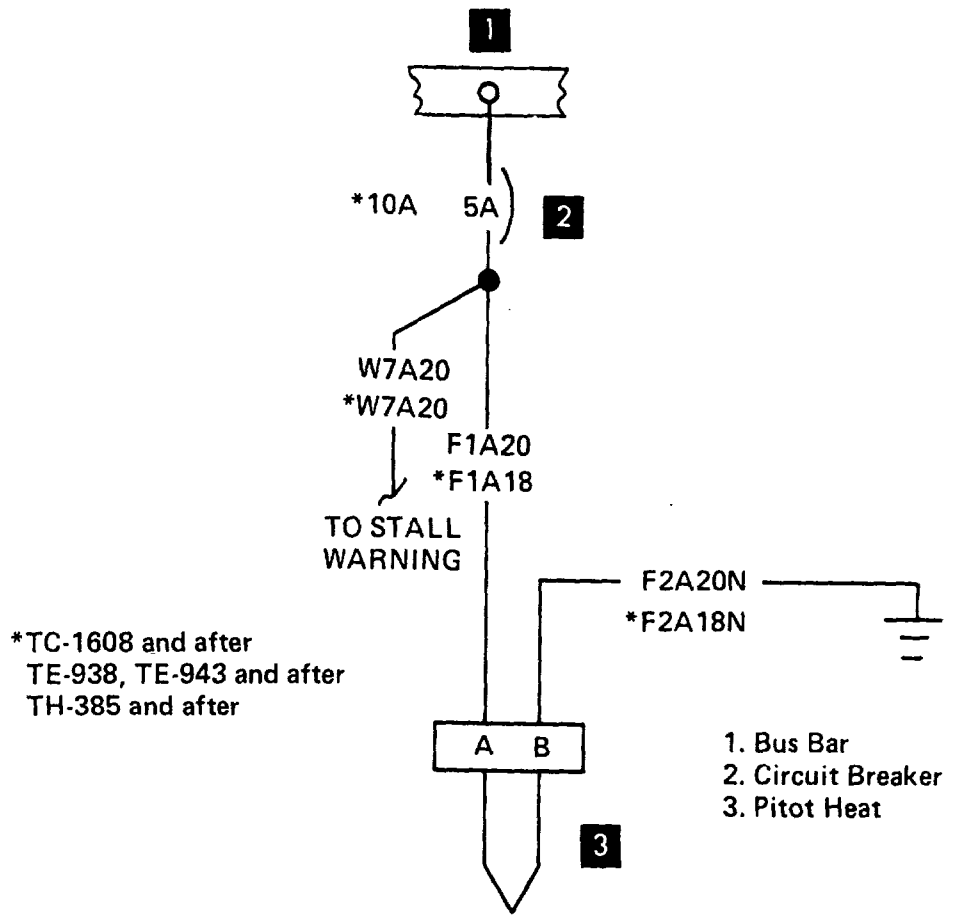 1
*10A 5A 2
W7A20
*W7A20
F1A20
*F1A18
TO STALL
WARNING
F2A20N
*F2A18N
*TC-1608 and after
TE-938, TE-943 and after
TH-385 and after
A B
1. Bus Bar
2. Circuit Breaker
3. Pitot Heat
3